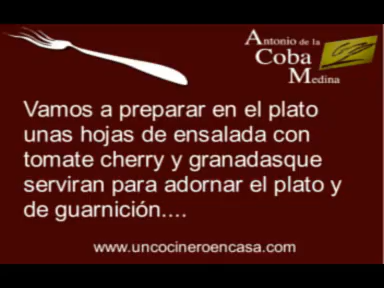 Antonio de la
Coba
Medina
Vamos a preparar en el plato
unas hojas de ensalada con
tomate cherry y granadasque
serviran para adornar el plato y
de guarnición....
www.uncocineroencasa.com